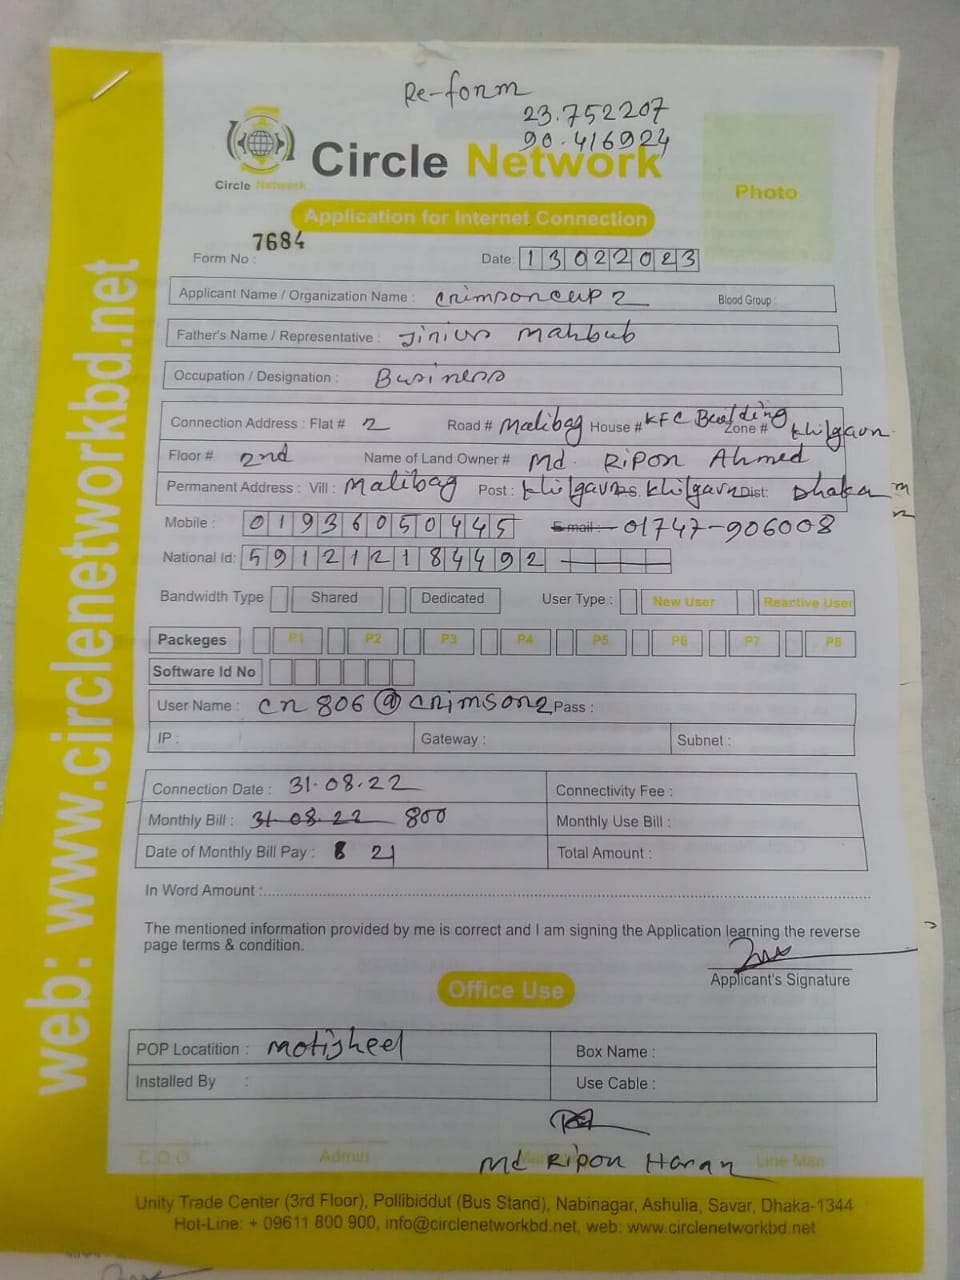 Re-form
23.752207
90.416924
Circle Network
Circle Network
Photo
Application for Internet Connection
7684
Form No :
Date: 13022023
Applicant Name / Organization Name : crimsoncup 2 Blood Group :
Father's Name / Representative : Jinius Mahbub
Occupation / Designation : Business
Connection Address : Flat # 2 Road # Malibag House # KFC Building Zone # khilgaon
Floor # 2nd Name of Land Owner # Md. Ripon Ahmed
Permanent Address : Vill : Malibag Post : khilgaun P.S. khilgaun Dist: Dhaka
Mobile : 01936050445 Email : 01747-906008
National Id: 591212184492
Bandwidth Type Shared Dedicated User Type : New User Reactive User
Packeges P1 P2 P3 P4 P5 P6 P7 P8
Software Id No
User Name : cn 806 @ crimson2 Pass :
IP : Gateway : Subnet :
Connection Date : 31.08.22 Connectivity Fee :
Monthly Bill : 31-08-22 800 Monthly Use Bill :
Date of Monthly Bill Pay : 21 Total Amount :
In Word Amount :
The mentioned information provided by me is correct and I am signing the Application learning the reverse
page terms & condition.
Applicant's Signature
Office Use
POP Locatition : Motijheel Box Name :
Installed By : Use Cable :
C.O.O Admin Line Man
Md Ripon Hasan
Unity Trade Center (3rd Floor), Pollibiddut (Bus Stand), Nabinagar, Ashulia, Savar, Dhaka-1344
Hot-Line: + 09611 800 900, info@circlenetworkbd.net, web: www.circlenetworkbd.net
web: www.circlenetworkbd.net